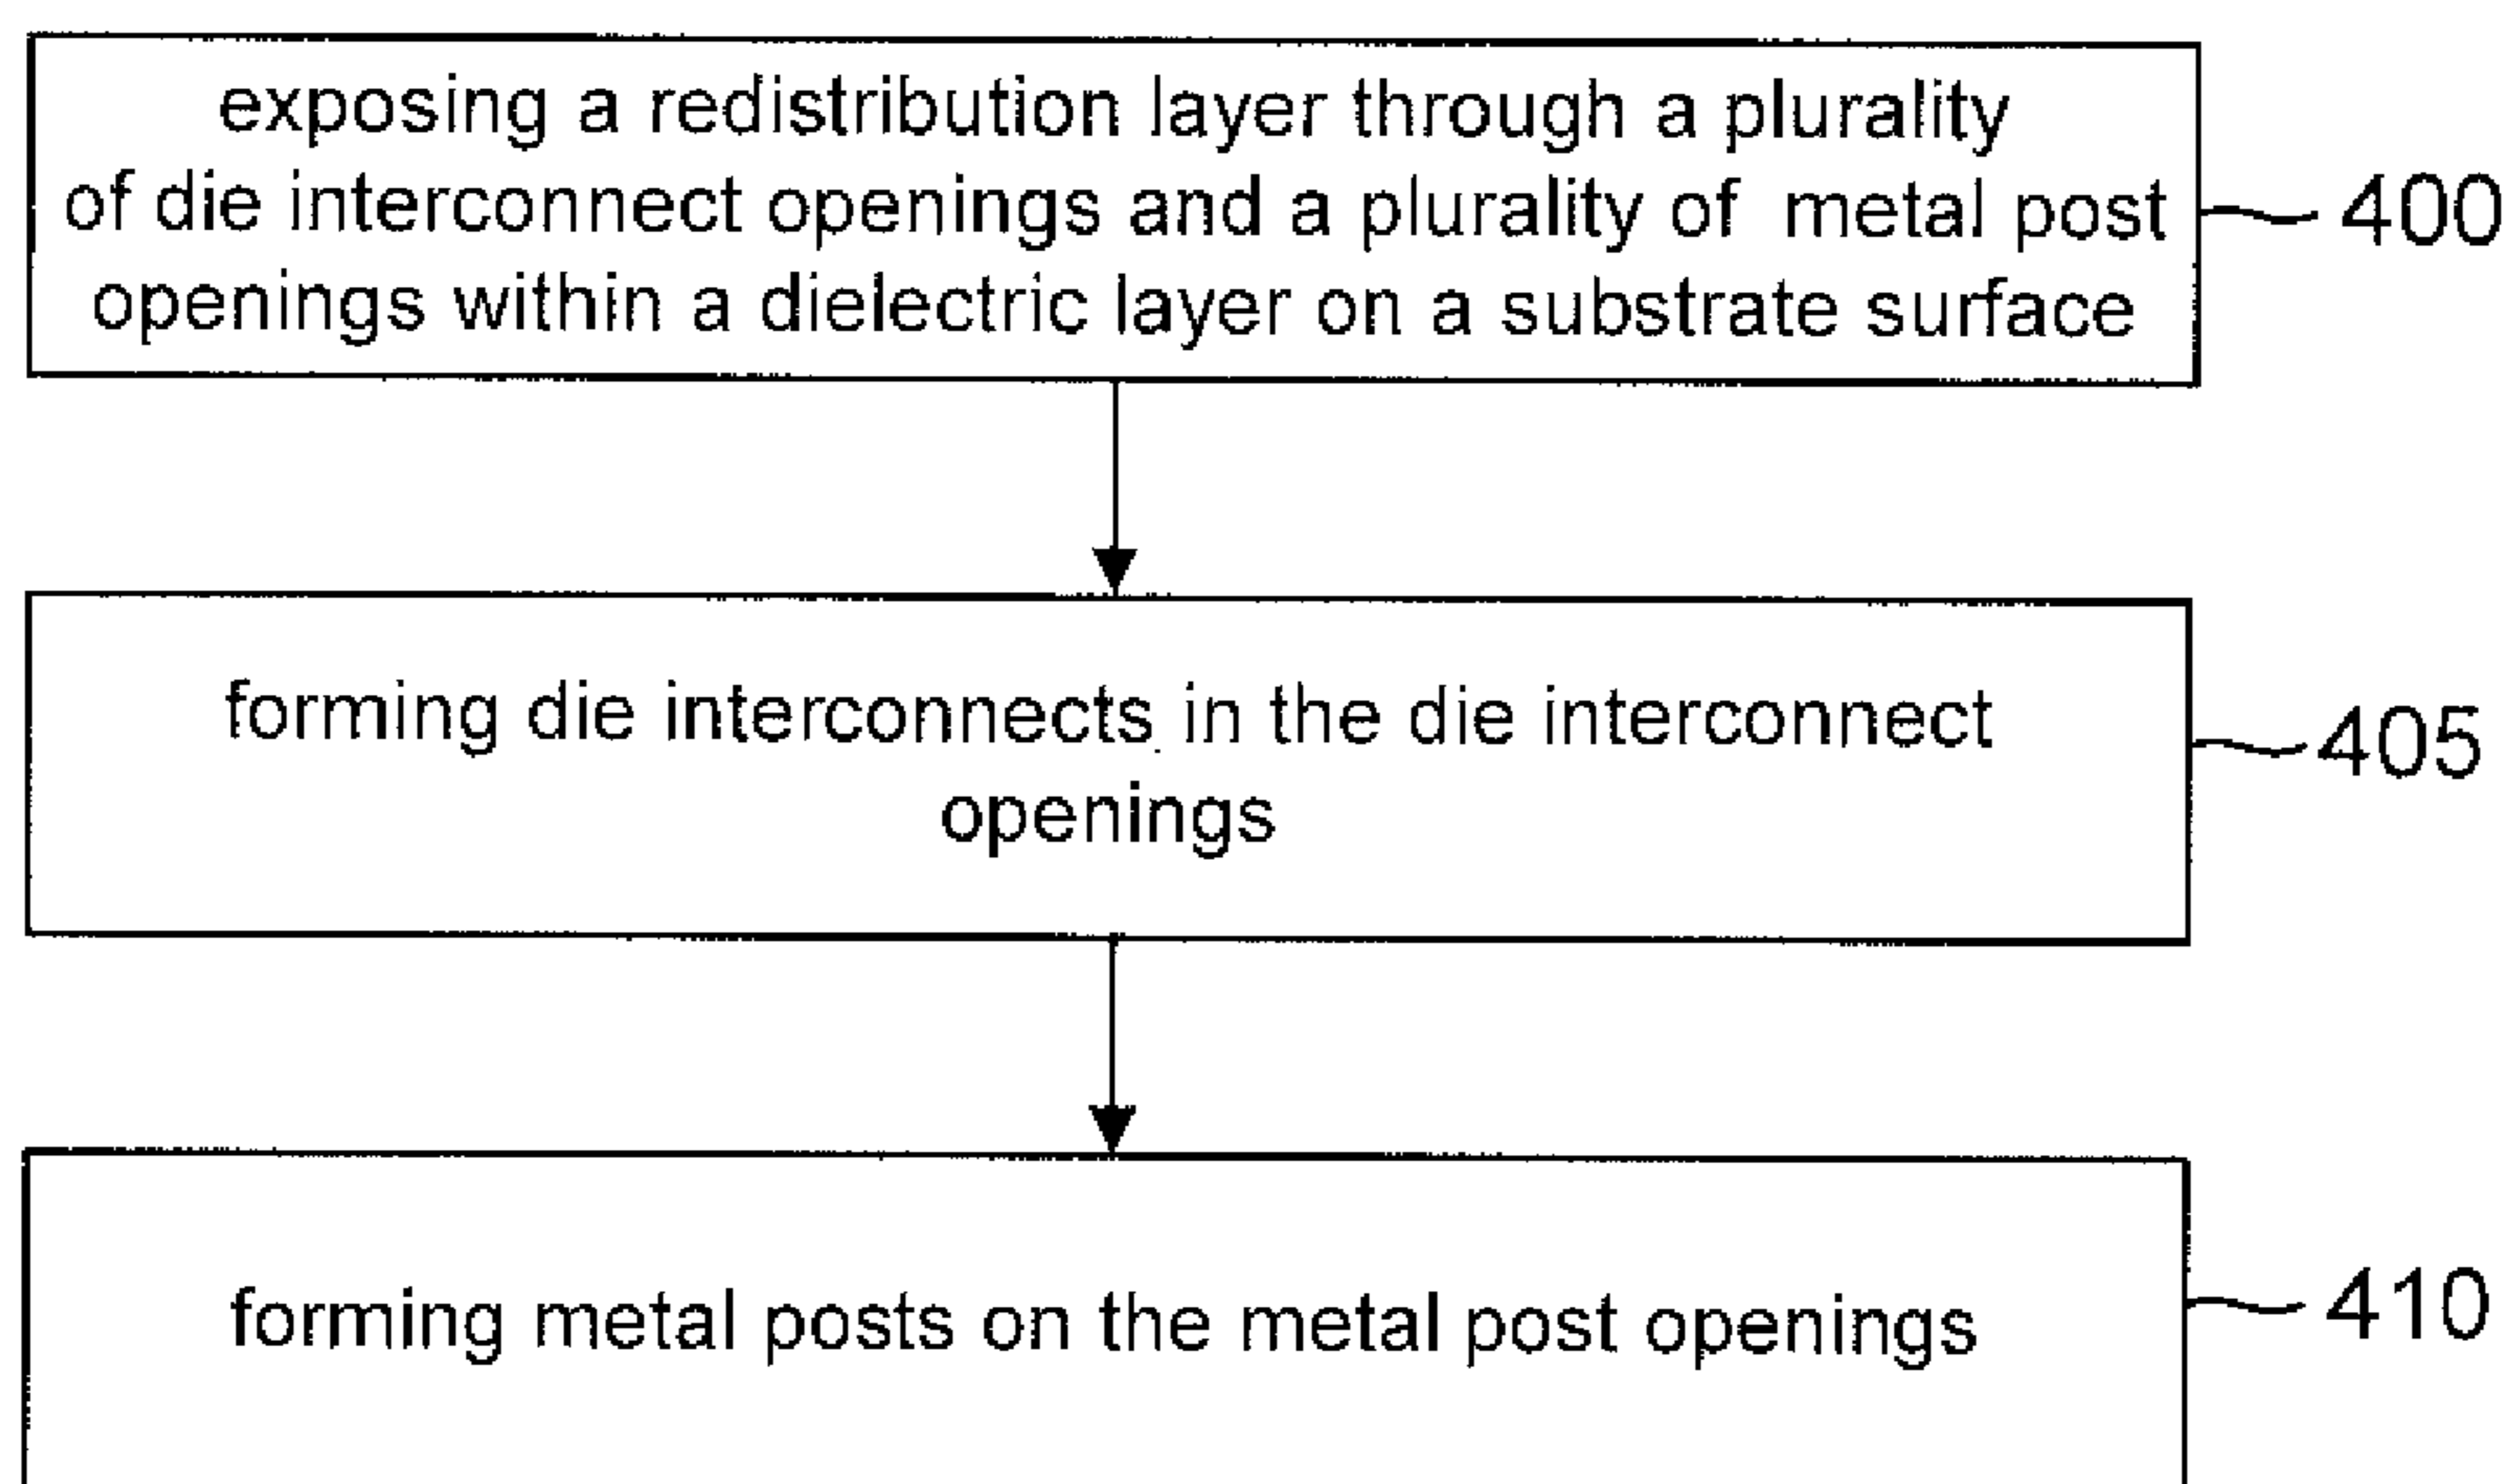 exposing a redistribution layer through a plurality
of die interconnect openings and a plurality of metal post
openings within a dielectric layer on a substrate surface
400
forming die interconnects in the die interconnect
openings
405
forming metal posts on the metal post openings
410